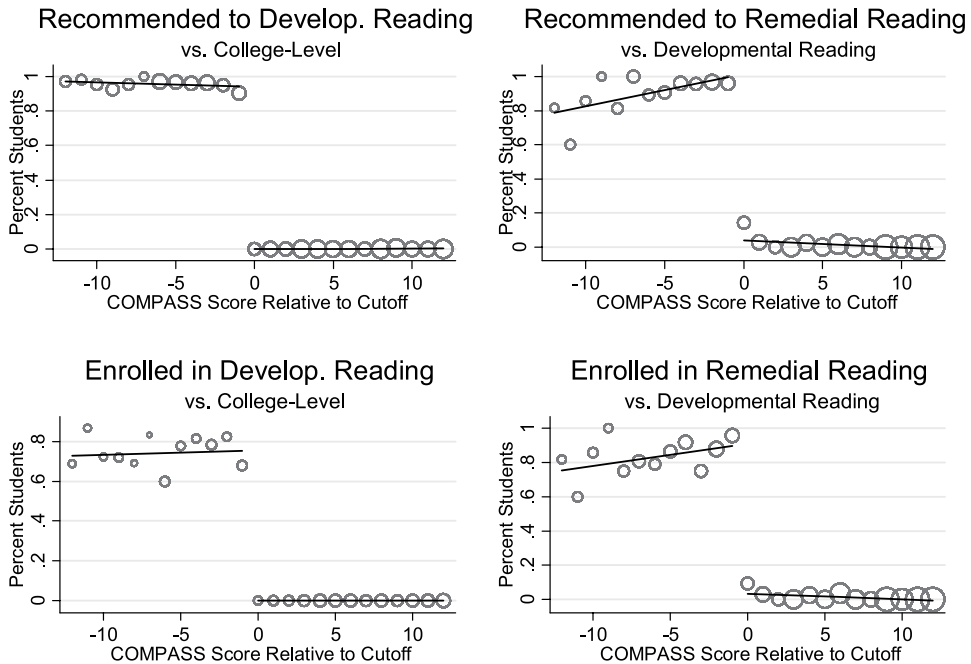 Recommended to Develop. Reading
vs. College-Level
Percent Students
0 .2 .4 .6 .8 1
-10 -5 0 5 10
COMPASS Score Relative to Cutoff
Recommended to Remedial Reading
vs. Developmental Reading
Percent Students
0 .2 .4 .6 .8 1
-10 -5 0 5 10
COMPASS Score Relative to Cutoff
Enrolled in Develop. Reading
vs. College-Level
Percent Students
0 .2 .4 .6 .8
-10 -5 0 5 10
COMPASS Score Relative to Cutoff
Enrolled in Remedial Reading
vs. Developmental Reading
Percent Students
0 .2 .4 .6 .8 1
-10 -5 0 5 10
COMPASS Score Relative to Cutoff